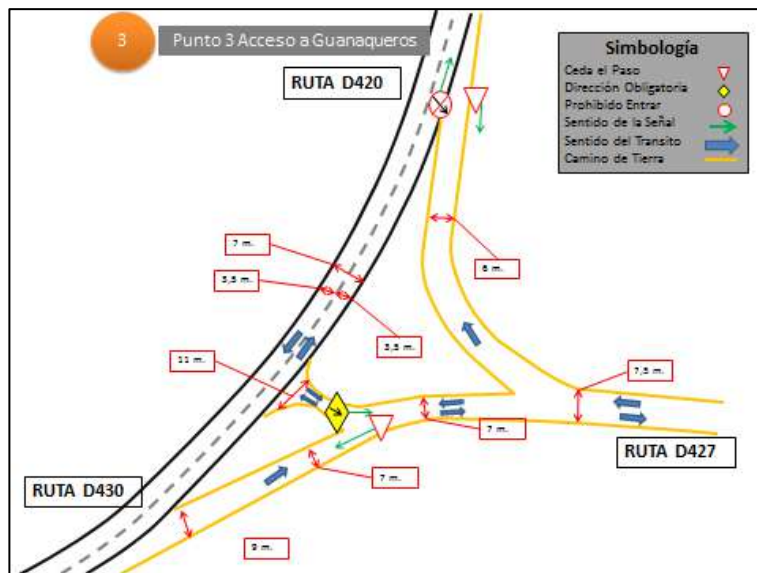 3
Punto 3 Acceso a Guanaqueros
RUTA D420
Simbología
Ceda el Paso
Dirección Obligatoria
Prohibido Entrar
Sentido de la Señal
Sentido del Transito
Camino de Tierra
7 m.
3,5 m.
6 m.
3,5 m.
11 m.
7,5 m.
7 m.
RUTA D427
RUTA D430
7 m.
9 m.